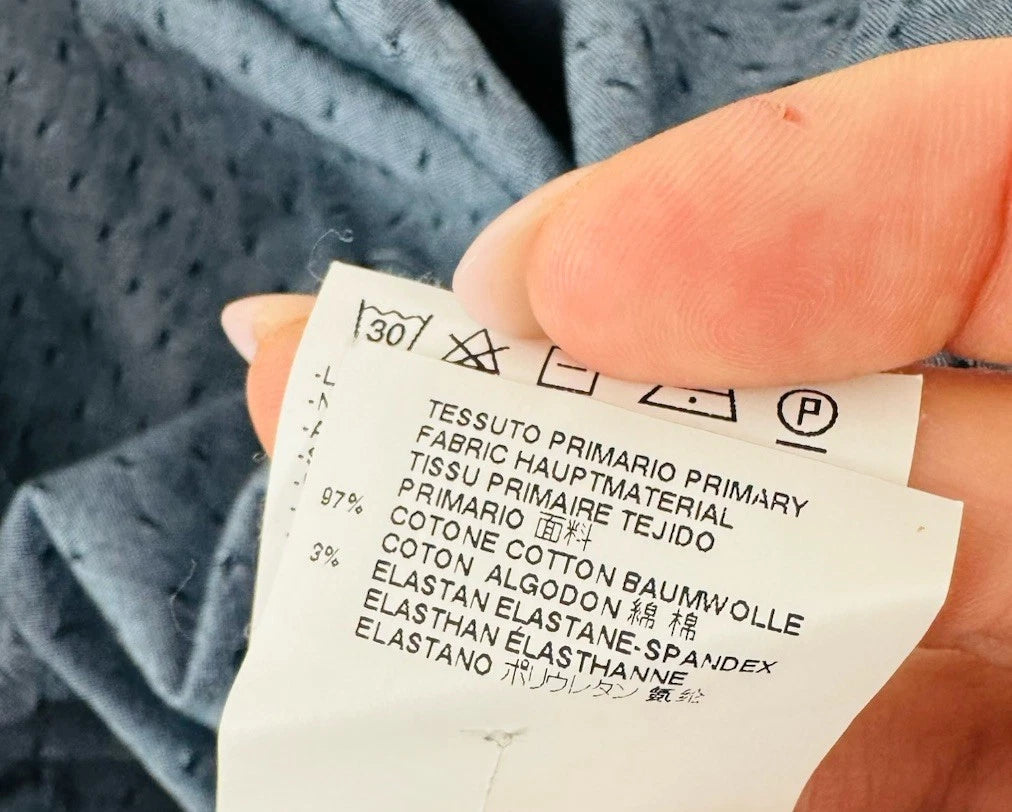 30
P
TESSUTO PRIMARIO PRIMARY
FABRIC HAUPTMATERIAL
TISSU PRIMAIRE TEJIDO
PRIMARIO 面料
97% COTONE COTTON BAUMWOLLE
COTON ALGODON 綿 棉
3% ELASTAN ELASTANE-SPANDEX
ELASTHAN ÉLASTHANNE
ELASTANO ポリウレタン 氨纶